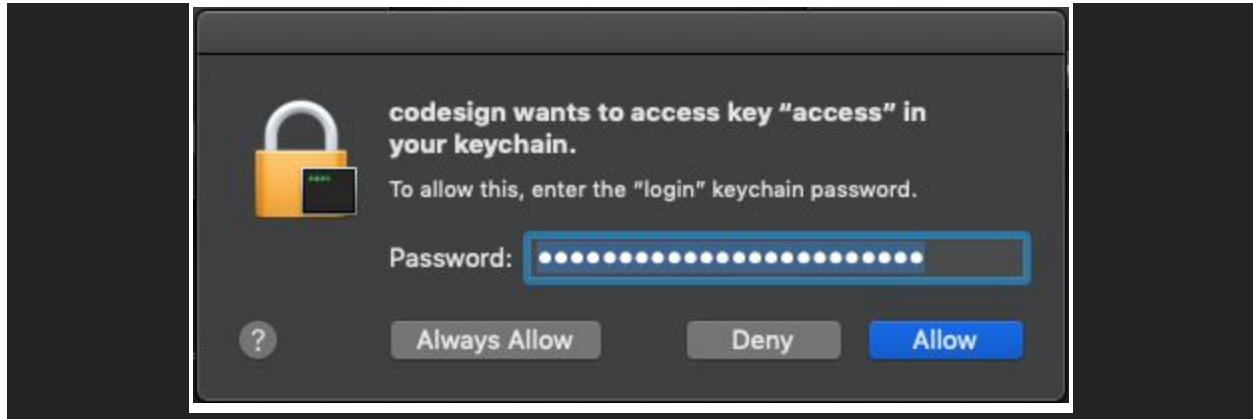 codesign wants to access key “access” in
your keychain.
To allow this, enter the “login” keychain password.
Password: ••••••••••••••••••••••••
? Always Allow Deny Allow